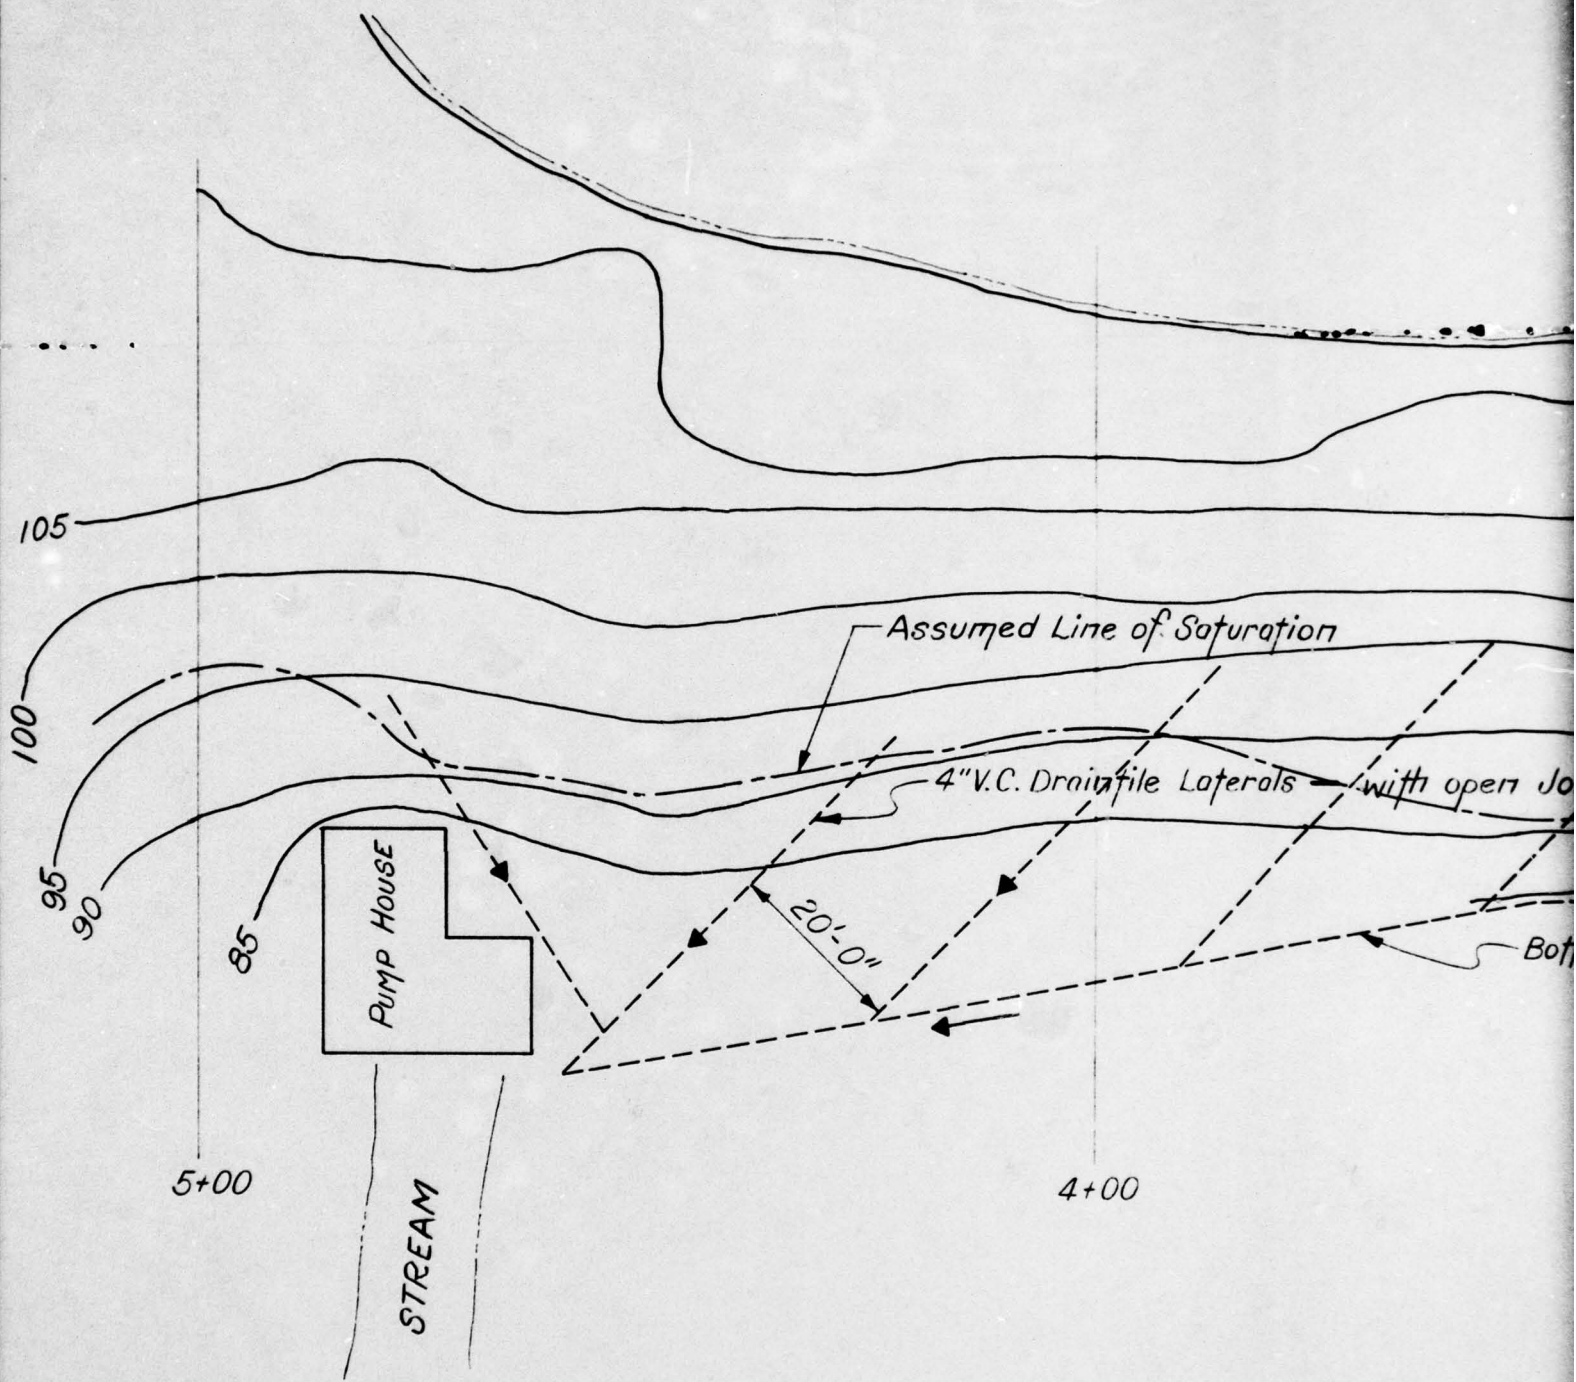 105
Assumed Line of Saturation
100
4"V.C. Draintile Laterals with open Jo
95
90
85
PUMP HOUSE
20'-0"
Bott
5+00
4+00
STREAM